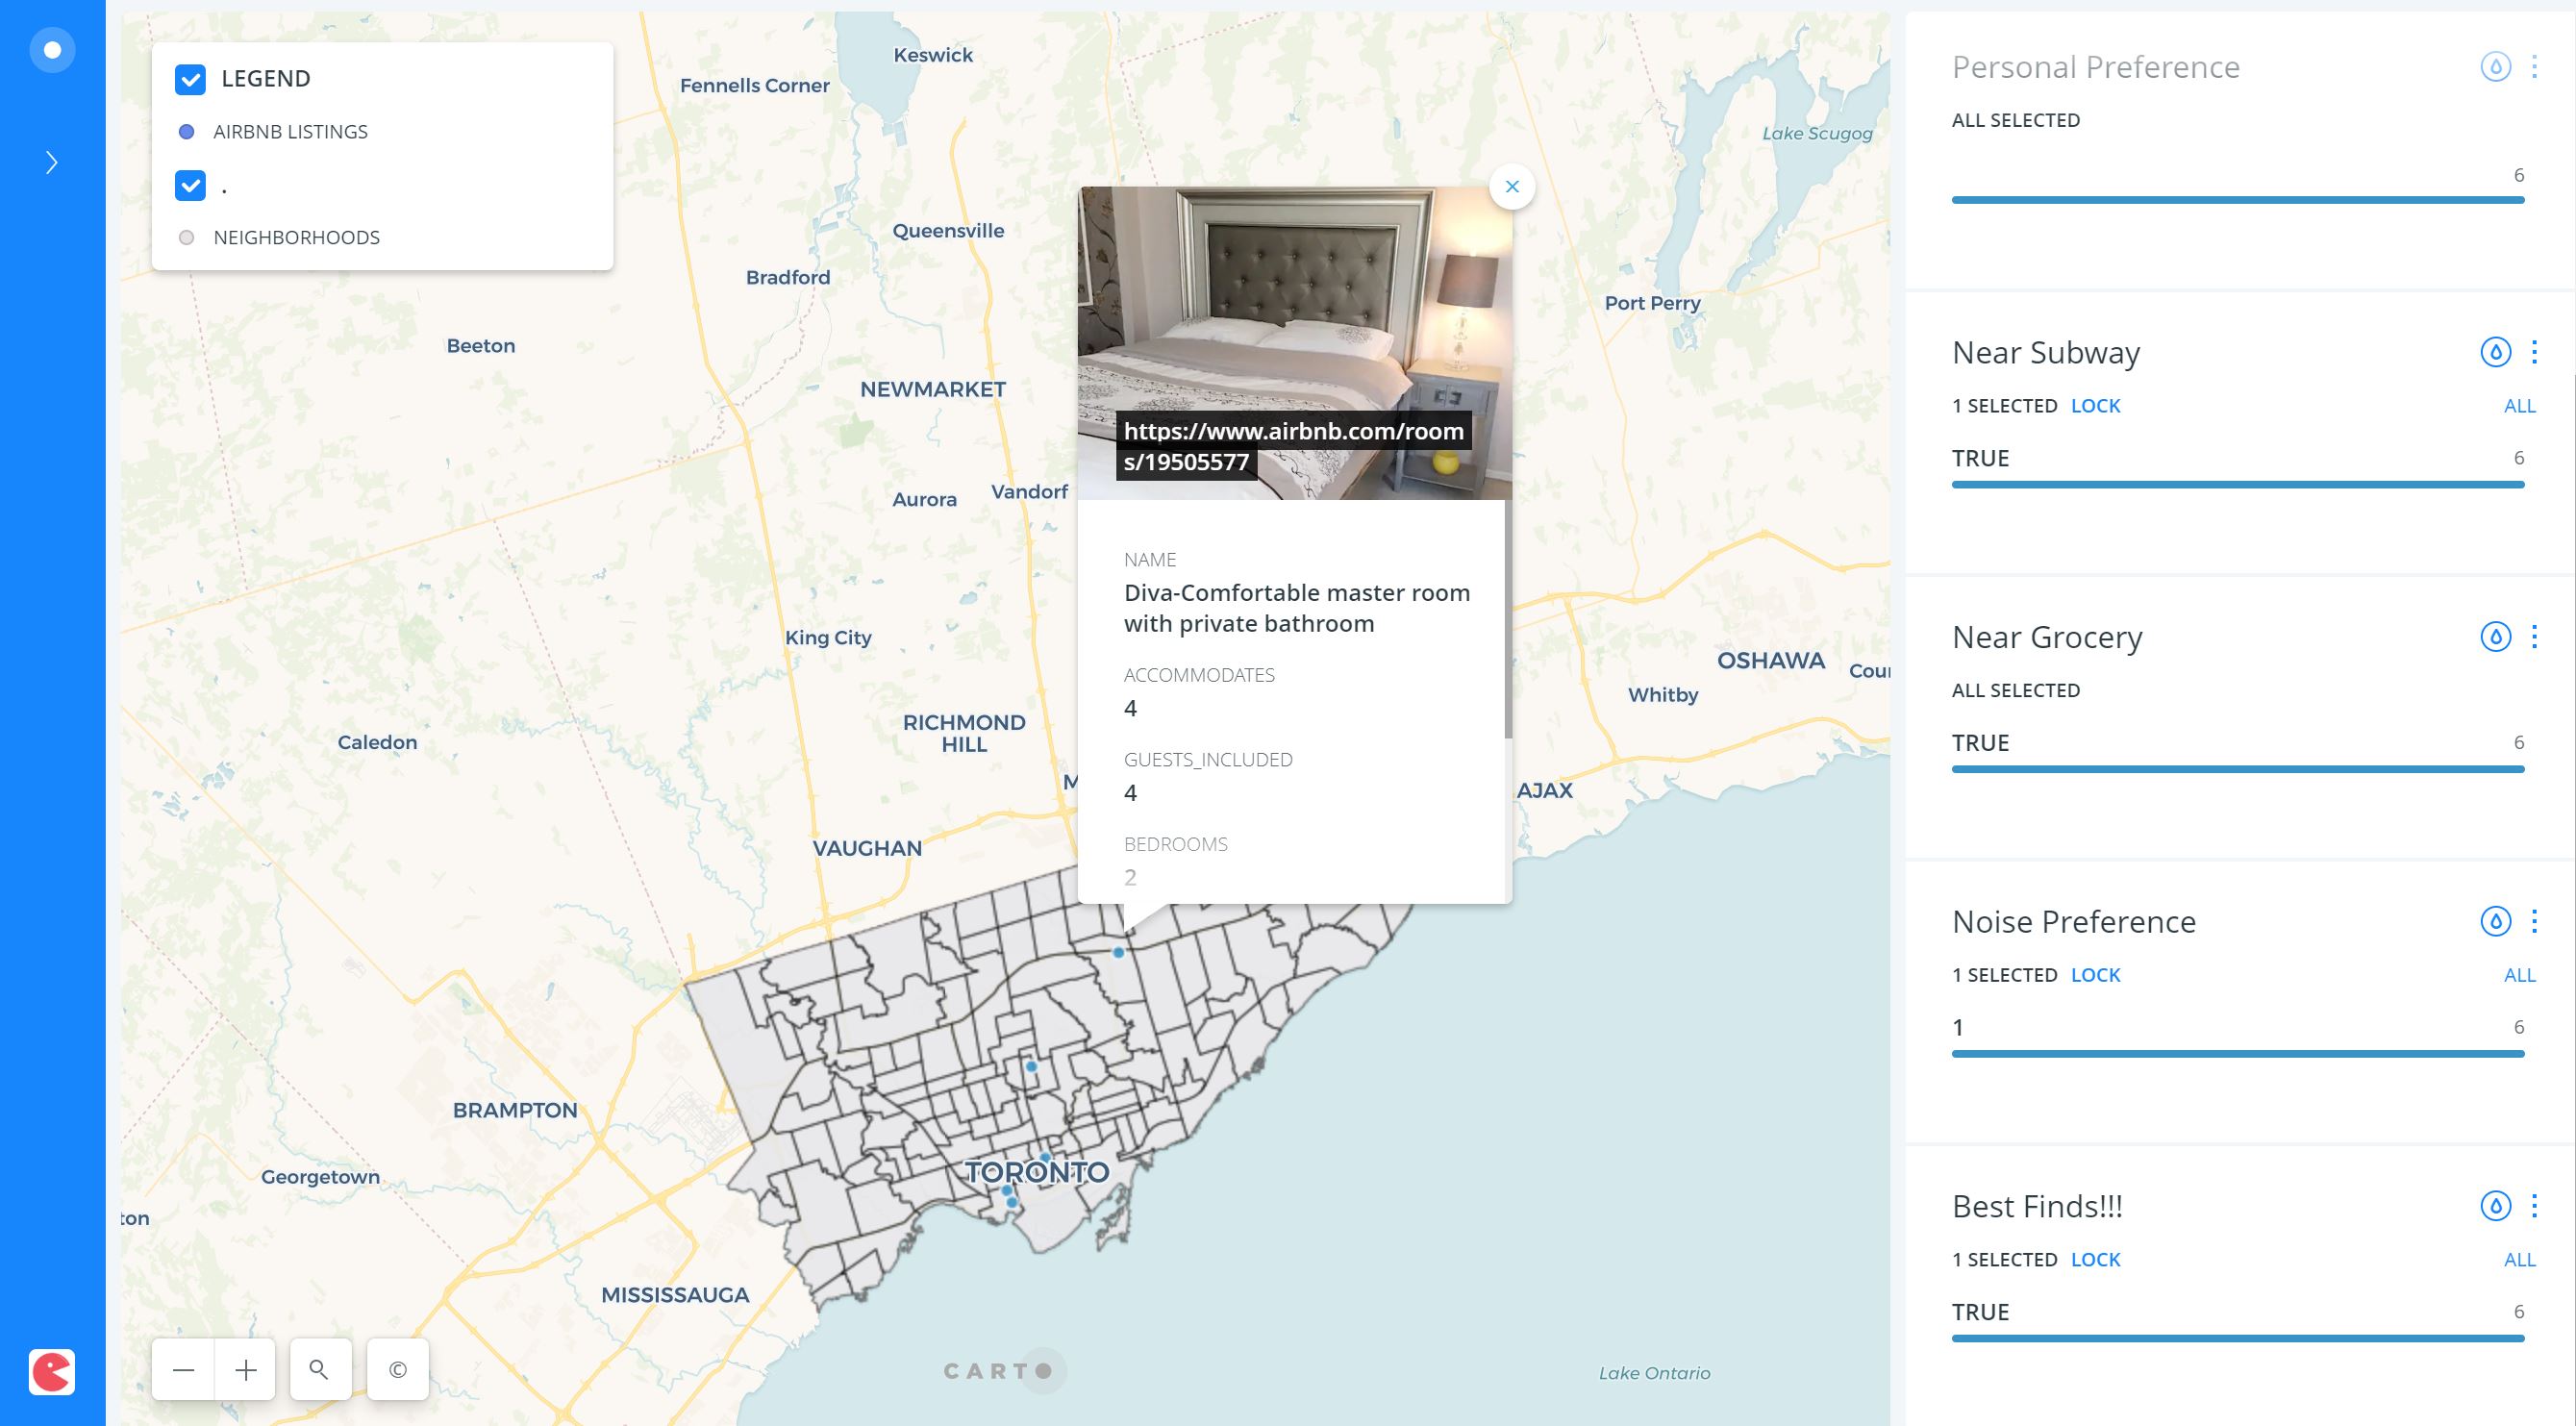 LEGEND
AIRBNB LISTINGS
.
NEIGHBORHOODS
Keswick
Fennells Corner
Lake Scugog
Queensville
Bradford
Port Perry
Beeton
NEWMARKET
Aurora
Vandorf
King City
OSHAWA
Cour
Whitby
RICHMOND
HILL
Caledon
M
AJAX
VAUGHAN
BRAMPTON
TORONTO
Georgetown
ton
MISSISSAUGA
Lake Ontario
CARTO
©
https://www.airbnb.com/room
s/19505577
NAME
Diva-Comfortable master room
with private bathroom
ACCOMMODATES
4
GUESTS_INCLUDED
4
BEDROOMS
2
Personal Preference
ALL SELECTED
6
Near Subway
1 SELECTED LOCK ALL
TRUE 6
Near Grocery
ALL SELECTED
TRUE 6
Noise Preference
1 SELECTED LOCK ALL
1 6
Best Finds!!!
1 SELECTED LOCK ALL
TRUE 6